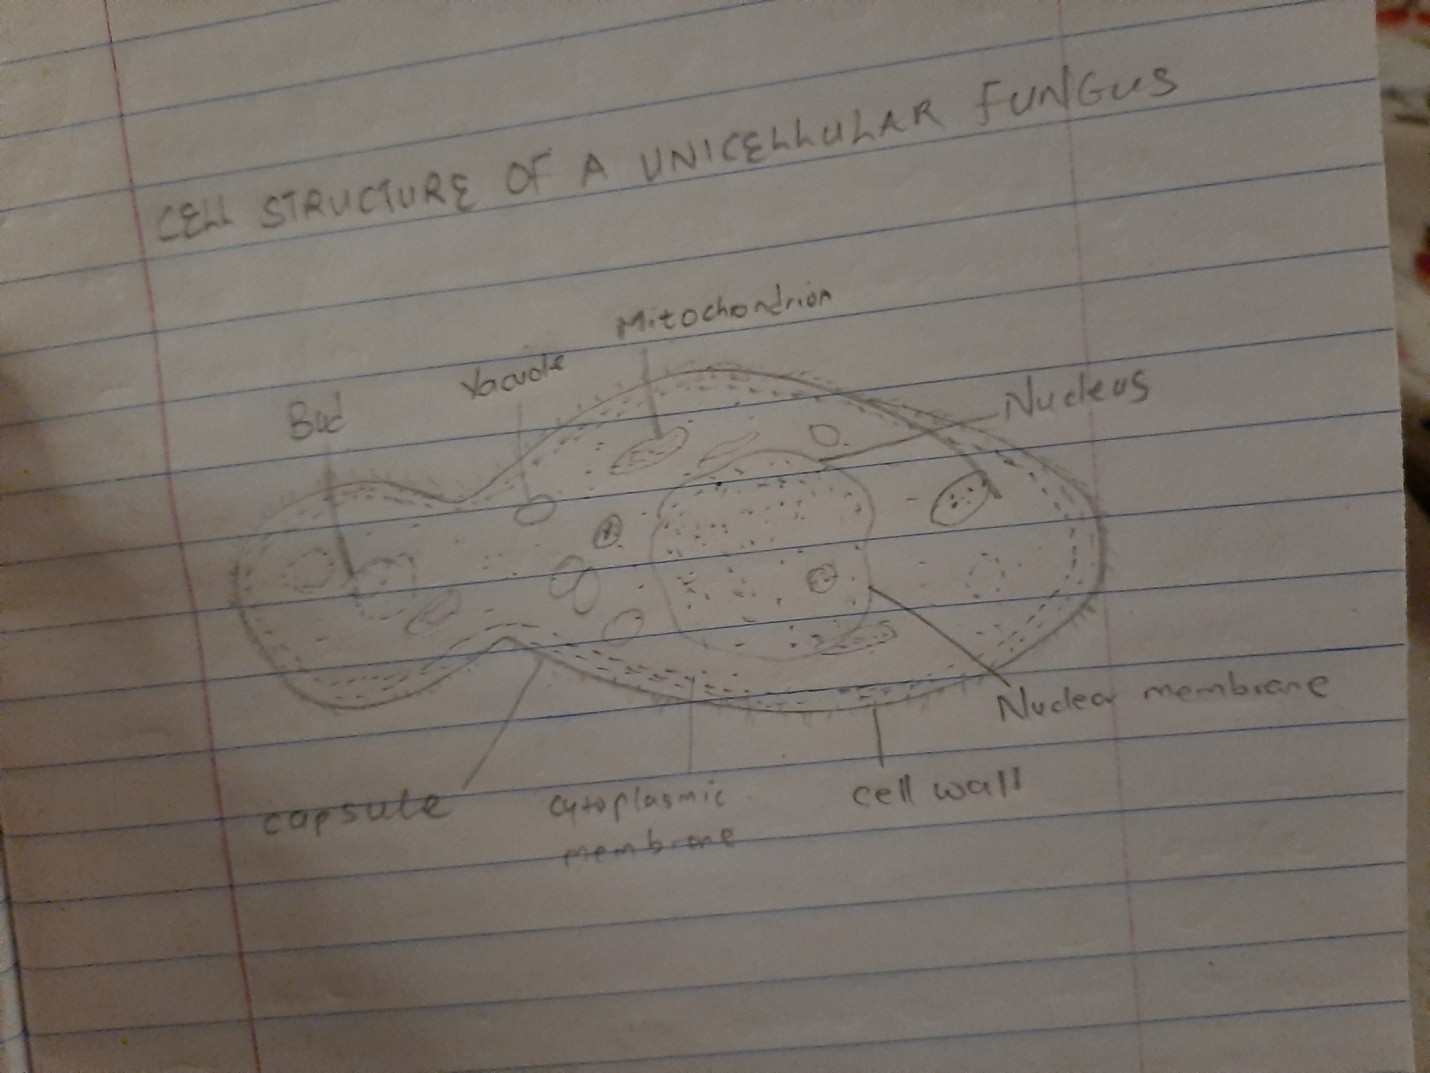 CELL STRUCTURE OF A UNICELLULAR FUNGUS
Mitochondrion
Vacuole
Nucleus
Bud
Nuclear membrane
capsule
cytoplasmic
membrane
cell wall